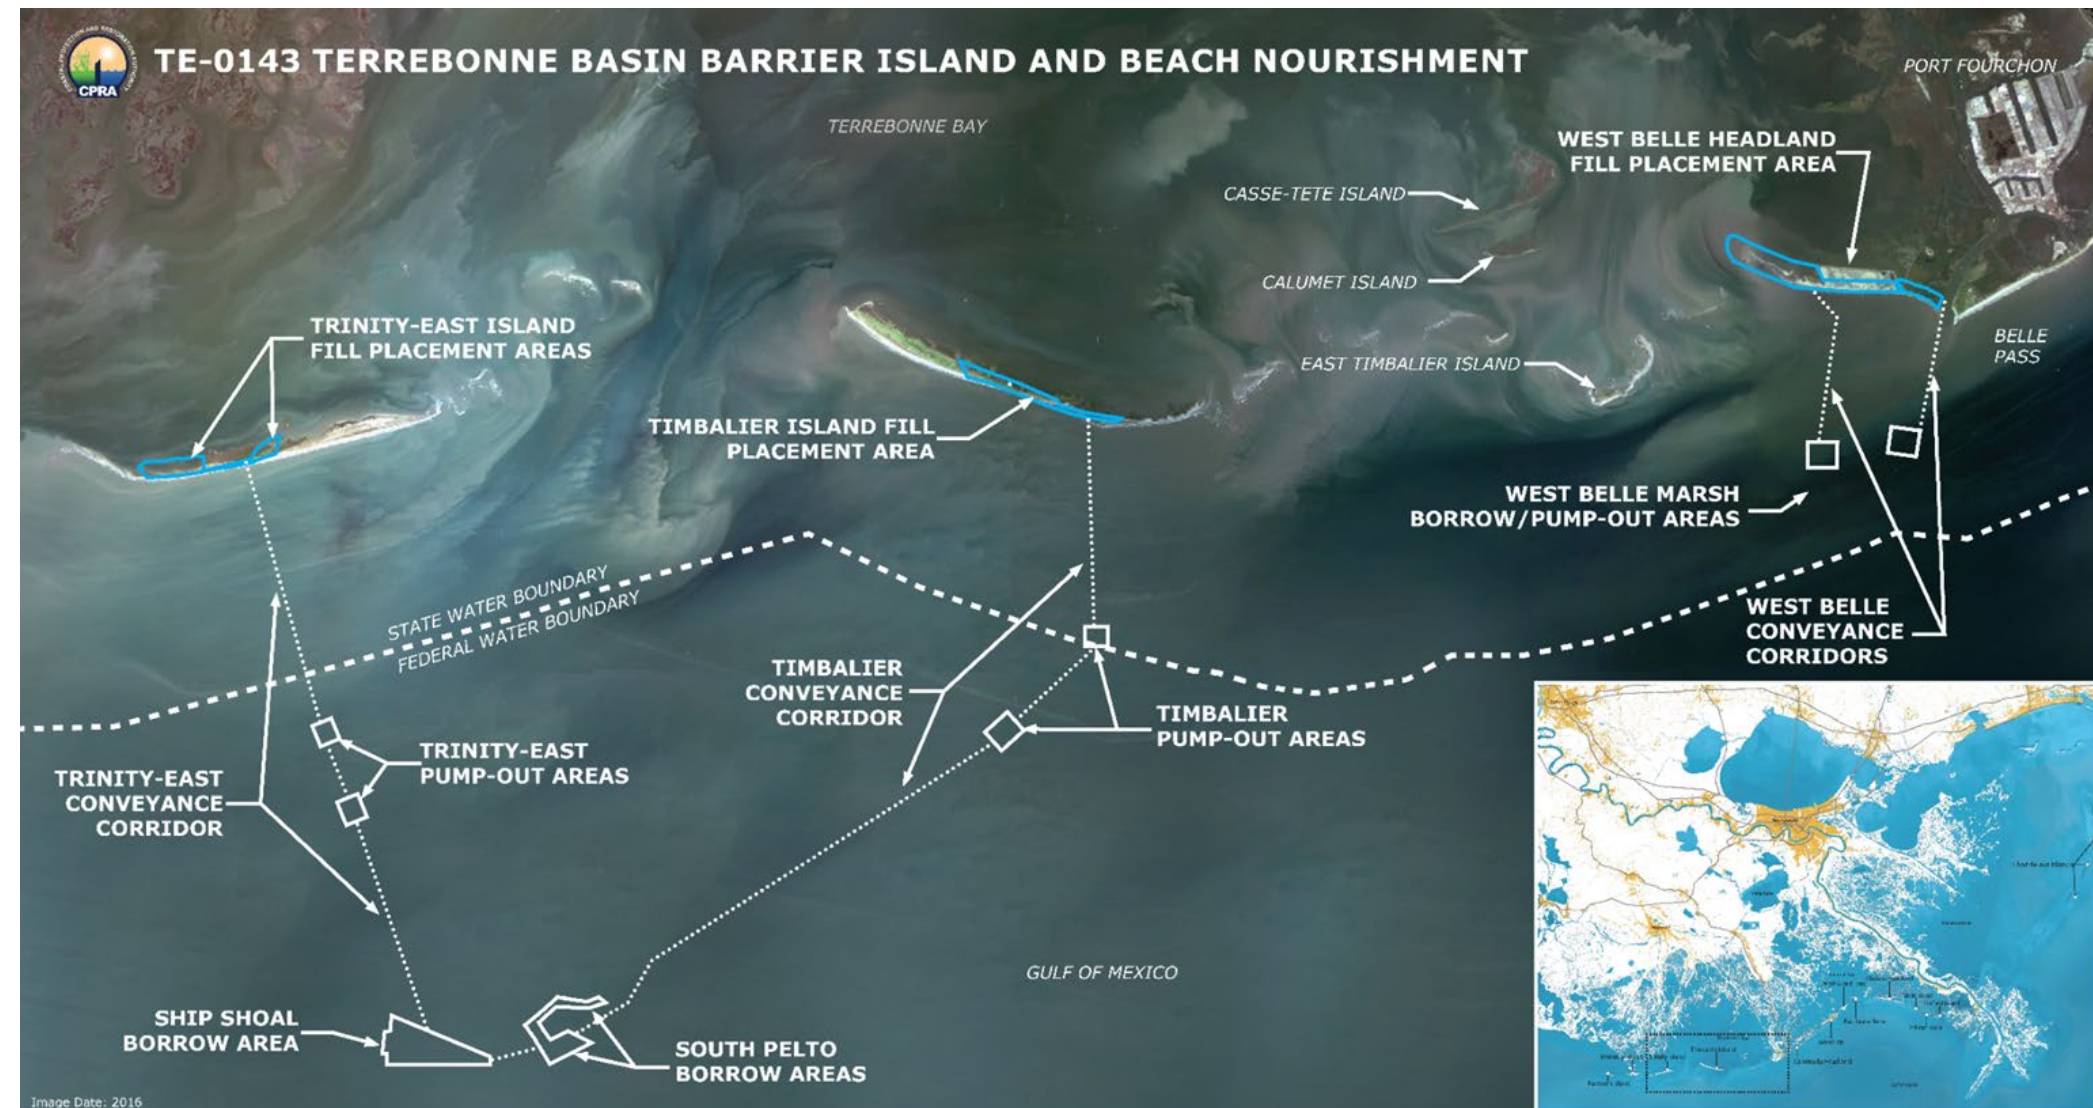 CPRA
TE-0143 TERREBONNE BASIN BARRIER ISLAND AND BEACH NOURISHMENT
PORT FOURCHON
TERREBONNE BAY
WEST BELLE HEADLAND
FILL PLACEMENT AREA
CASSE-TETE ISLAND
CALUMET ISLAND
TRINITY-EAST ISLAND
FILL PLACEMENT AREAS
BELLE
PASS
EAST TIMBALIER ISLAND
TIMBALIER ISLAND FILL
PLACEMENT AREA
WEST BELLE MARSH
BORROW/PUMP-OUT AREAS
STATE WATER BOUNDARY
FEDERAL WATER BOUNDARY
WEST BELLE
CONVEYANCE
CORRIDORS
TIMBALIER
CONVEYANCE
CORRIDOR
TIMBALIER
PUMP-OUT AREAS
TRINITY-EAST
PUMP-OUT AREAS
TRINITY-EAST
CONVEYANCE
CORRIDOR
GULF OF MEXICO
SHIP SHOAL
BORROW AREA
SOUTH PELTO
BORROW AREAS
Image Date: 2016